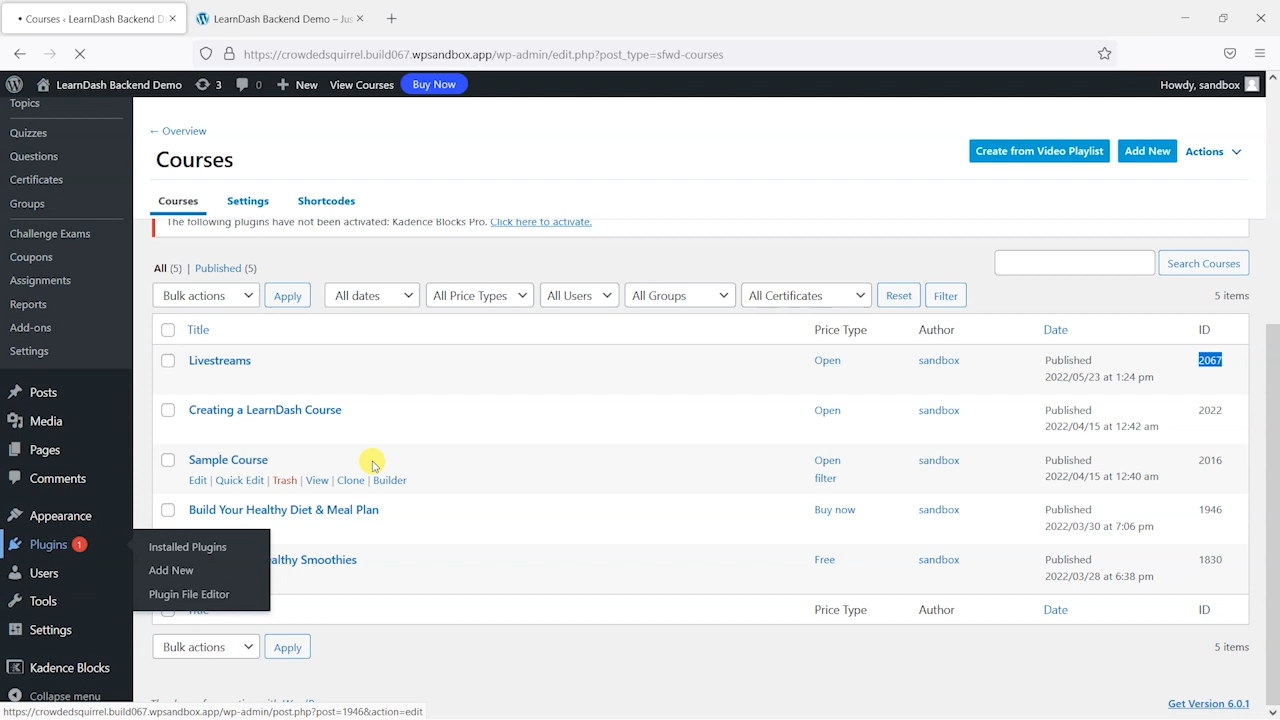 Courses ‹ LearnDash Backend D
LearnDash Backend Demo – Jus
https://crowdedsquirrel.build067.wpsandbox.app/wp-admin/edit.php?post_type=sfwd-courses
LearnDash Backend Demo 3 0 New View Courses Buy Now Howdy, sandbox
Topics
Quizzes
Questions
Certificates
Groups
Challenge Exams
Coupons
Assignments
Reports
Add-ons
Settings
Posts
Media
Pages
Comments
Appearance
Plugins 1
Users
Tools
Settings
Kadence Blocks
Collapse menu
Installed Plugins
Add New
Plugin File Editor
← Overview
Courses
Create from Video Playlist Add New Actions
Courses Settings Shortcodes
The following plugins have not been activated: Kadence Blocks Pro. Click here to activate.
All (5) | Published (5)
Search Courses
Bulk actions Apply All dates All Price Types All Users All Groups All Certificates Reset Filter 5 items
Title Price Type Author Date ID
Livestreams Open sandbox Published 2067
2022/05/23 at 1:24 pm
Creating a LearnDash Course Open sandbox Published 2022
2022/04/15 at 12:42 am
Sample Course Open sandbox Published 2016
Edit | Quick Edit | Trash | View | Clone | Builder filter 2022/04/15 at 12:40 am
Build Your Healthy Diet & Meal Plan Buy now sandbox Published 1946
2022/03/30 at 7:06 pm
althy Smoothies Free sandbox Published 1830
2022/03/28 at 6:38 pm
Title Price Type Author Date ID
Bulk actions Apply 5 items
Get Version 6.0.1
https://crowdedsquirrel.build067.wpsandbox.app/wp-admin/post.php?post=1946&action=edit